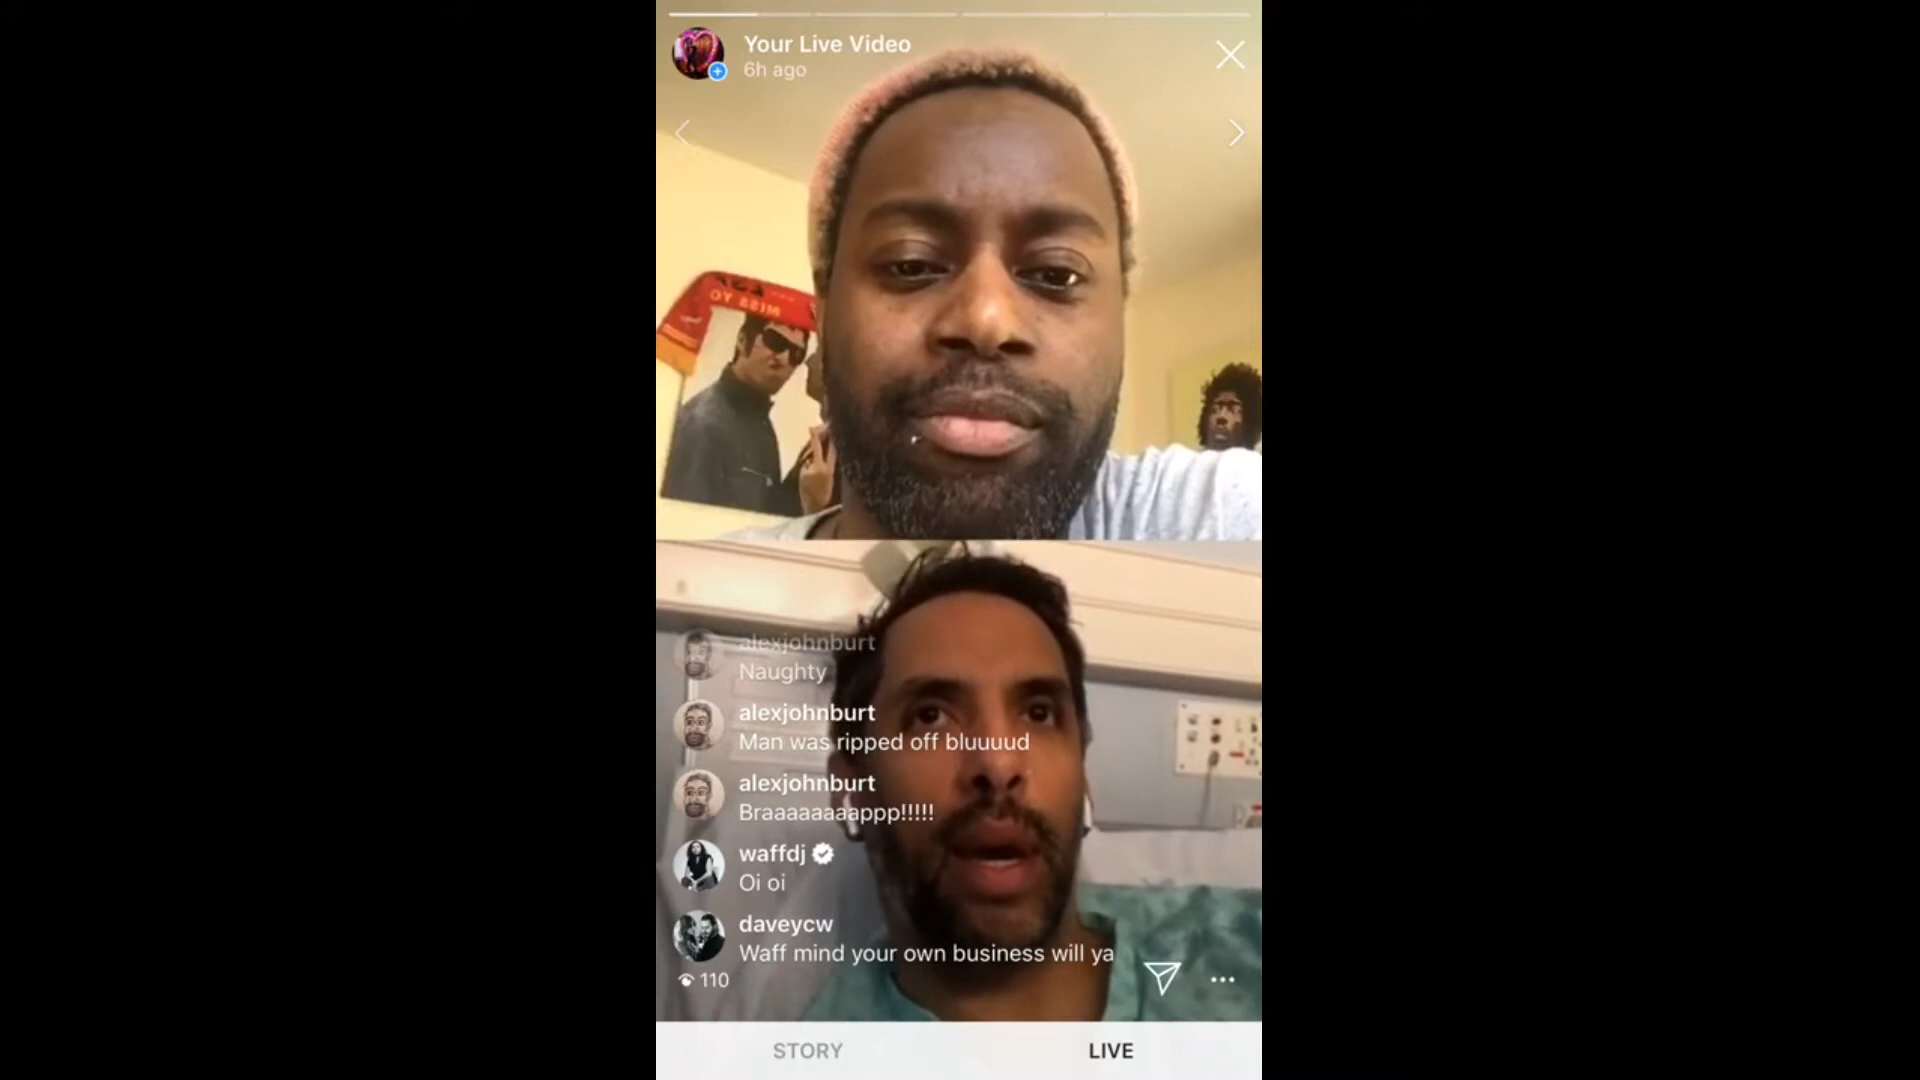 Your Live Video
6h ago
alexjohnburt
Naughty
alexjohnburt
Man was ripped off bluuuud
alexjohnburt
Braaaaaaaappp!!!!!
waffdj
Oi oi
daveycw
Waff mind your own business will ya
110
STORY
LIVE